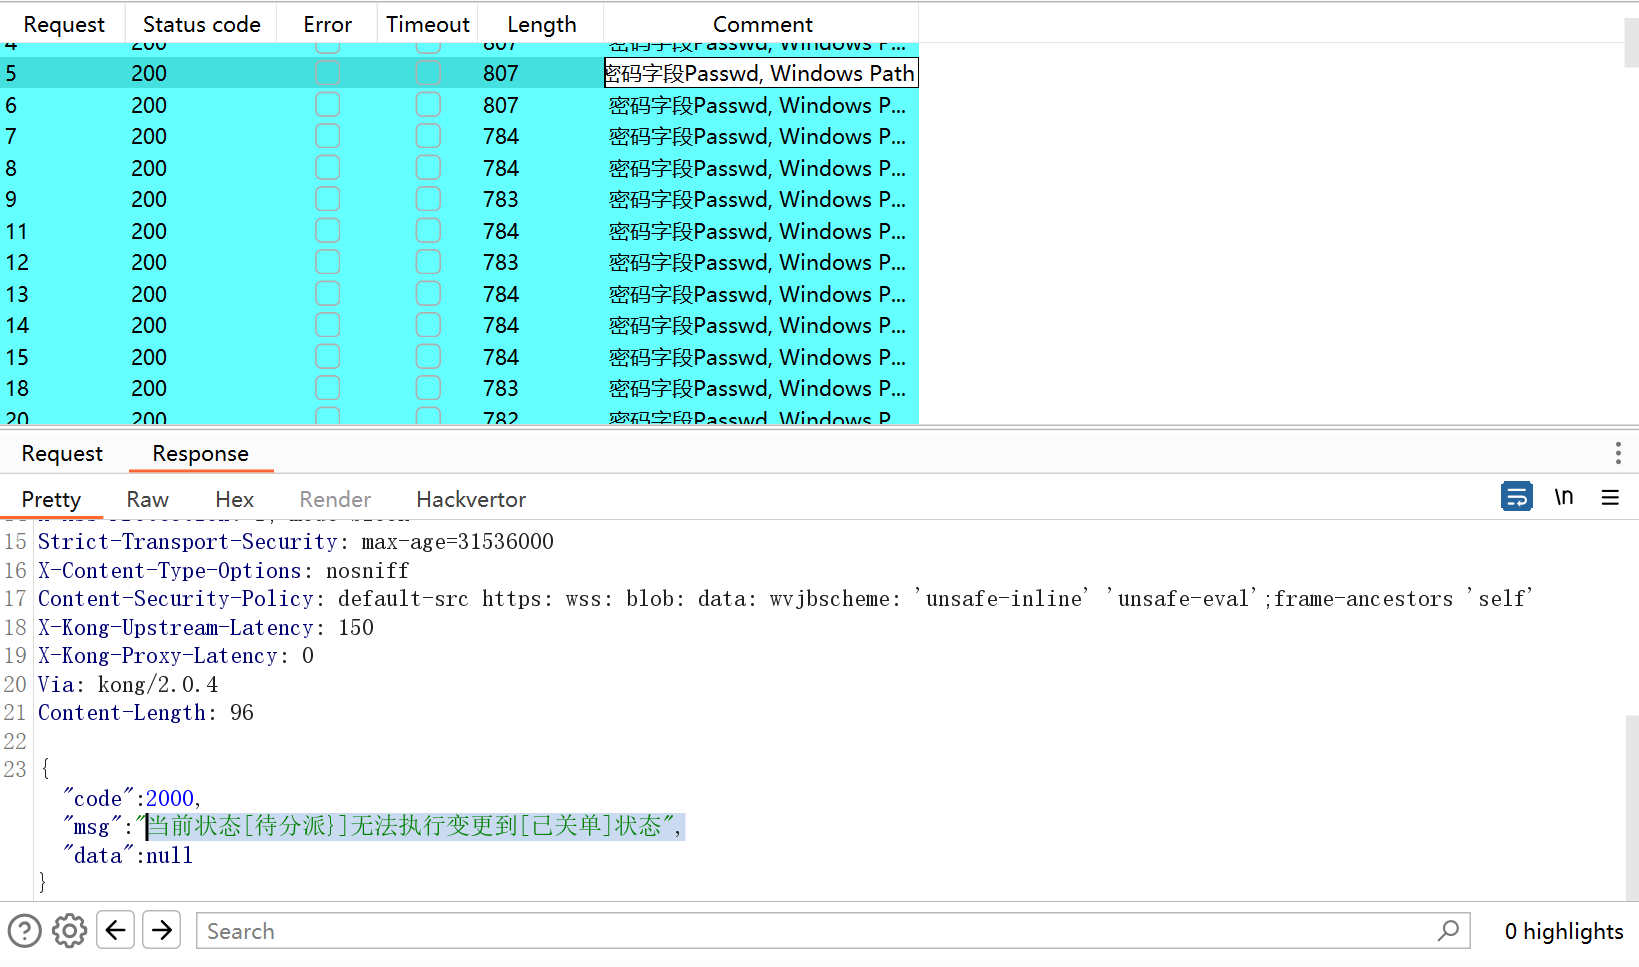 Request Status code Error Timeout Length Comment
4 200 807 密码字段Passwd, Windows P...
5 200 807 密码字段Passwd, Windows Path
6 200 807 密码字段Passwd, Windows P...
7 200 784 密码字段Passwd, Windows P...
8 200 784 密码字段Passwd, Windows P...
9 200 783 密码字段Passwd, Windows P...
11 200 784 密码字段Passwd, Windows P...
12 200 783 密码字段Passwd, Windows P...
13 200 784 密码字段Passwd, Windows P...
14 200 784 密码字段Passwd, Windows P...
15 200 784 密码字段Passwd, Windows P...
18 200 783 密码字段Passwd, Windows P...
20 200 782 密码字段Passwd, Windows P...
Request Response
Pretty Raw Hex Render Hackvertor \n
15 Strict-Transport-Security: max-age=31536000
16 X-Content-Type-Options: nosniff
17 Content-Security-Policy: default-src https: wss: blob: data: wvjbscheme: 'unsafe-inline' 'unsafe-eval';frame-ancestors 'self'
18 X-Kong-Upstream-Latency: 150
19 X-Kong-Proxy-Latency: 0
20 Via: kong/2.0.4
21 Content-Length: 96
22
23 {
"code":2000,
"msg":"当前状态[待分派}]无法执行变更到[已关单]状态",
"data":null
}
Search 0 highlights